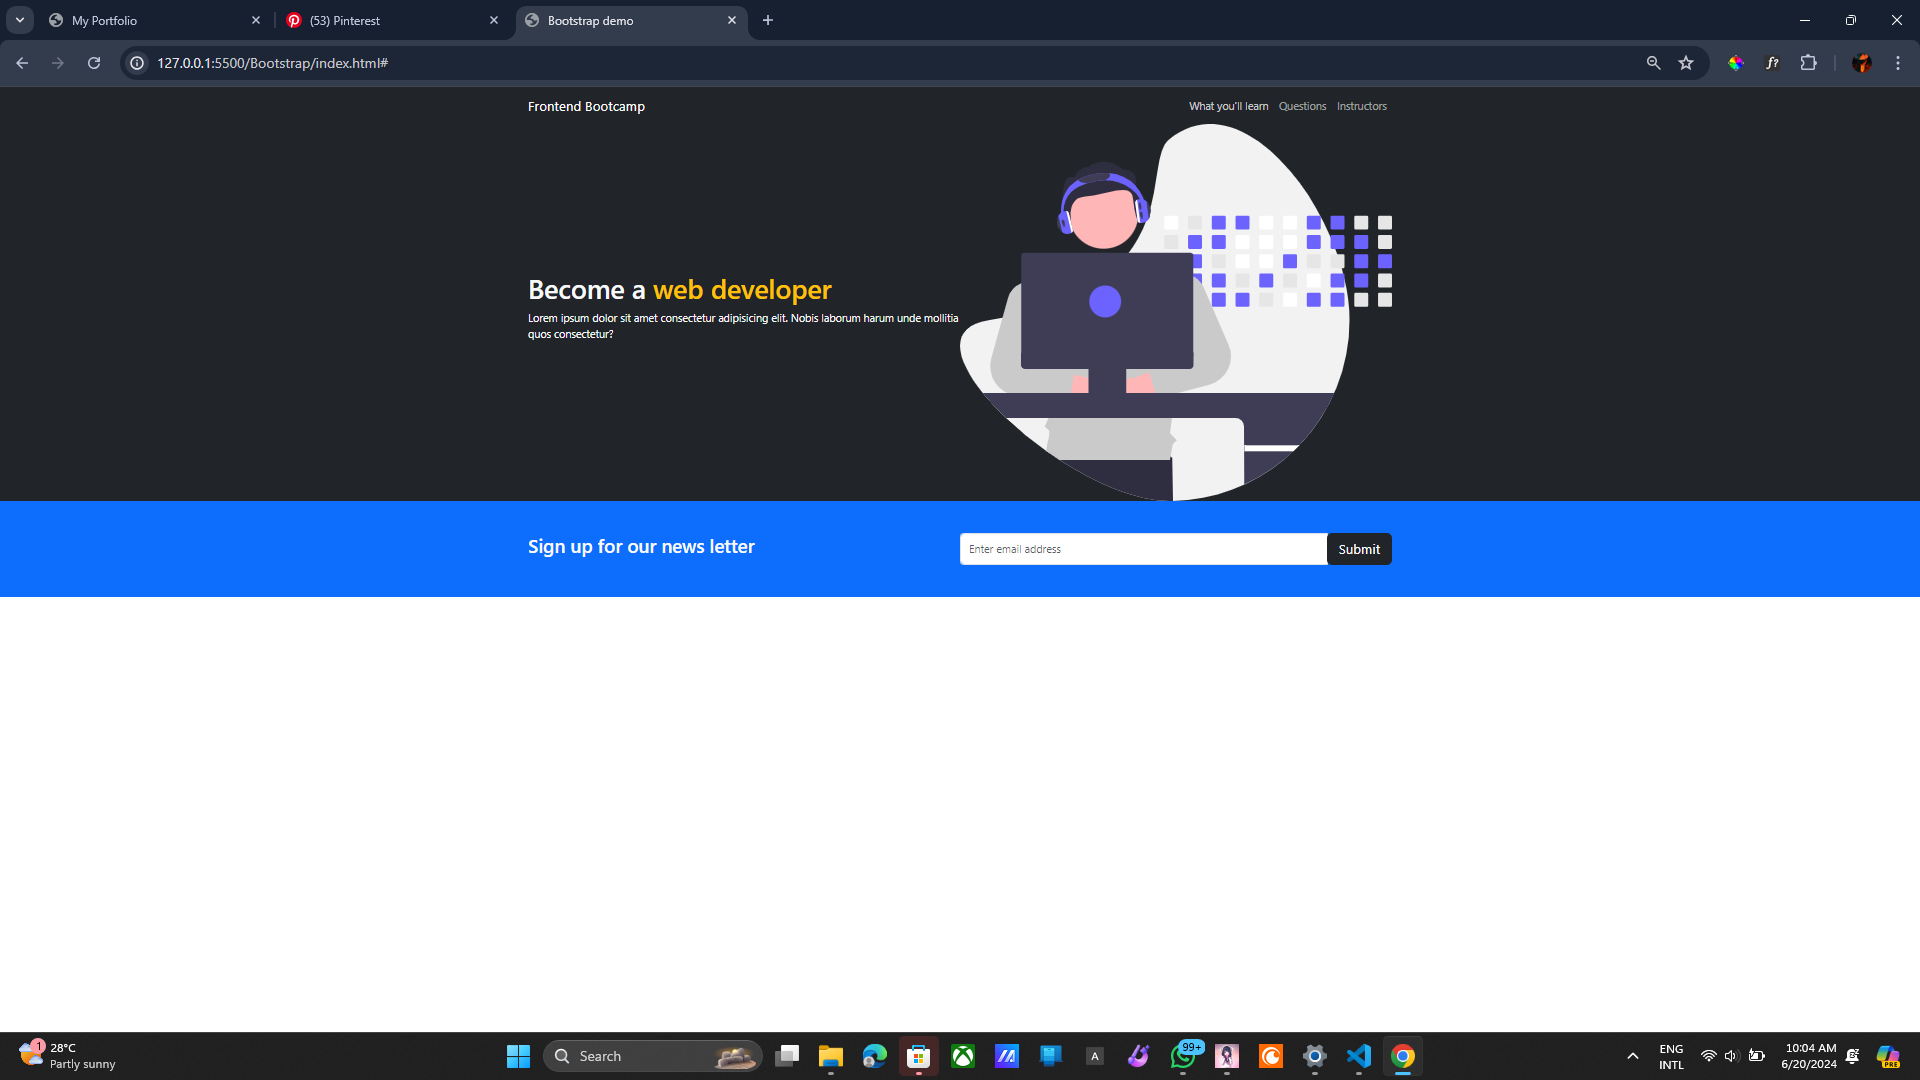 My Portfolio
(53) Pinterest
Bootstrap demo
127.0.0.1:5500/Bootstrap/index.html#
f?
Frontend Bootcamp
What you'll learn
Questions
Instructors
Become a web developer
Lorem ipsum dolor sit amet consectetur adipisicing elit. Nobis laborum harum unde mollitia
quos consectetur?
Sign up for our news letter
Enter email address
Submit
1
28°C
Partly sunny
Search
A
99+
ENG
INTL
10:04 AM
6/20/2024
PRE